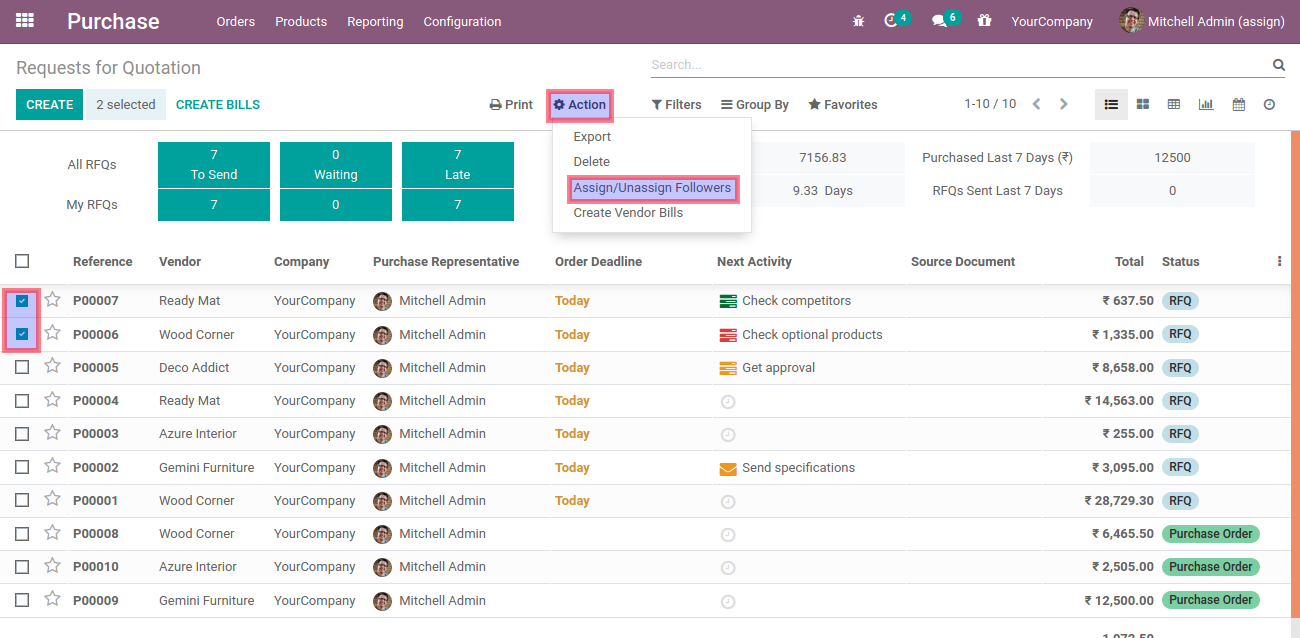 Purchase Orders Products Reporting Configuration 4 6 YourCompany Mitchell Admin (assign)
Requests for Quotation Search...
CREATE 2 selected CREATE BILLS Print Action Filters Group By Favorites 1-10 / 10
Export
Delete
Assign/Unassign Followers
Create Vendor Bills
All RFQs 7 To Send 0 Waiting 7 Late 7156.83 Purchased Last 7 Days (₹) 12500
My RFQs 7 0 7 9.33 Days RFQs Sent Last 7 Days 0
Reference Vendor Company Purchase Representative Order Deadline Next Activity Source Document Total Status
P00007 Ready Mat YourCompany Mitchell Admin Today Check competitors ₹ 637.50 RFQ
P00006 Wood Corner YourCompany Mitchell Admin Today Check optional products ₹ 1,335.00 RFQ
P00005 Deco Addict YourCompany Mitchell Admin Today Get approval ₹ 8,658.00 RFQ
P00004 Ready Mat YourCompany Mitchell Admin Today ₹ 14,563.00 RFQ
P00003 Azure Interior YourCompany Mitchell Admin Today ₹ 255.00 RFQ
P00002 Gemini Furniture YourCompany Mitchell Admin Today Send specifications ₹ 3,095.00 RFQ
P00001 Wood Corner YourCompany Mitchell Admin Today ₹ 28,729.30 RFQ
P00008 Wood Corner YourCompany Mitchell Admin ₹ 6,465.50 Purchase Order
P00010 Azure Interior YourCompany Mitchell Admin ₹ 2,505.00 Purchase Order
P00009 Gemini Furniture YourCompany Mitchell Admin ₹ 12,500.00 Purchase Order